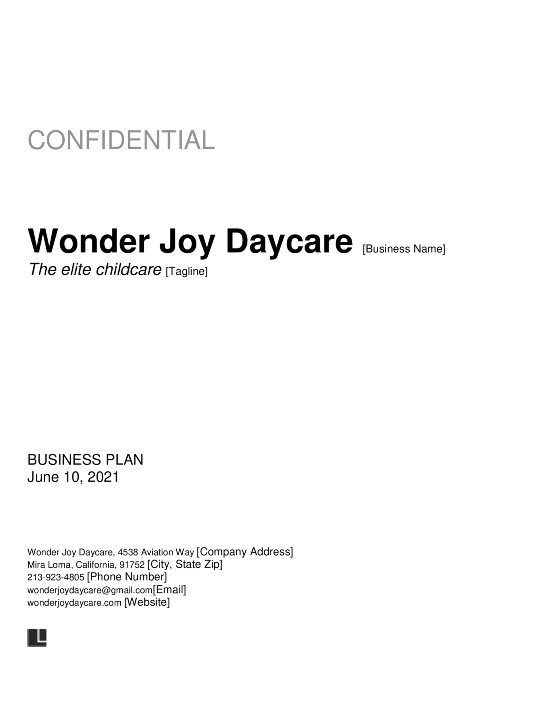 CONFIDENTIAL
Wonder Joy Daycare [Business Name]
The elite childcare [Tagline]
BUSINESS PLAN
June 10, 2021
Wonder Joy Daycare, 4538 Aviation Way [Company Address]
Mira Loma, California, 91752 [City, State Zip]
213-923-4805 [Phone Number]
wonderjoydaycare@gmail.com[Email]
wonderjoydaycare.com [Website]